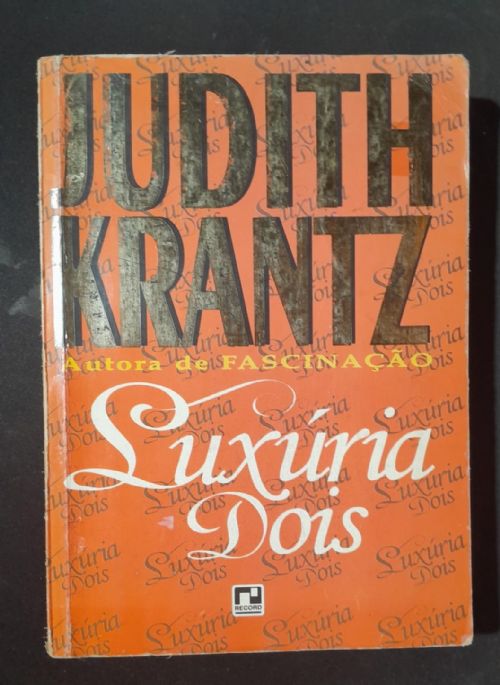 JUDITH
KRANTZ
Autora de FASCINAÇÃO
Luxúria
Dois
RECORD